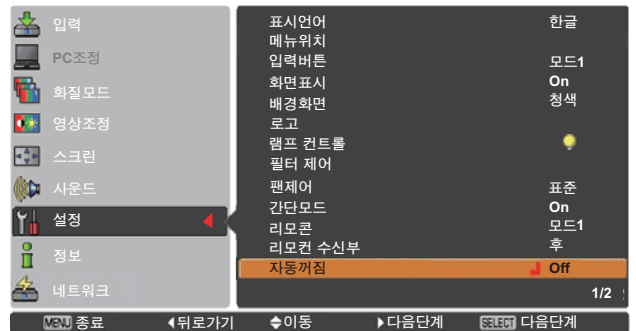 입력
PC조정
화질모드
영상조정
스크린
사운드
설정
정보
네트워크
표시언어 한글
메뉴위치
입력버튼 모드1
화면표시 On
배경화면 청색
로고
램프 컨트롤
필터 제어
팬제어 표준
간단모드 On
리모콘 모드1
리모컨 수신부 후
자동꺼짐 Off
1/2
MENU 종료 뒤로가기 이동 다음단계 SELECT 다음단계